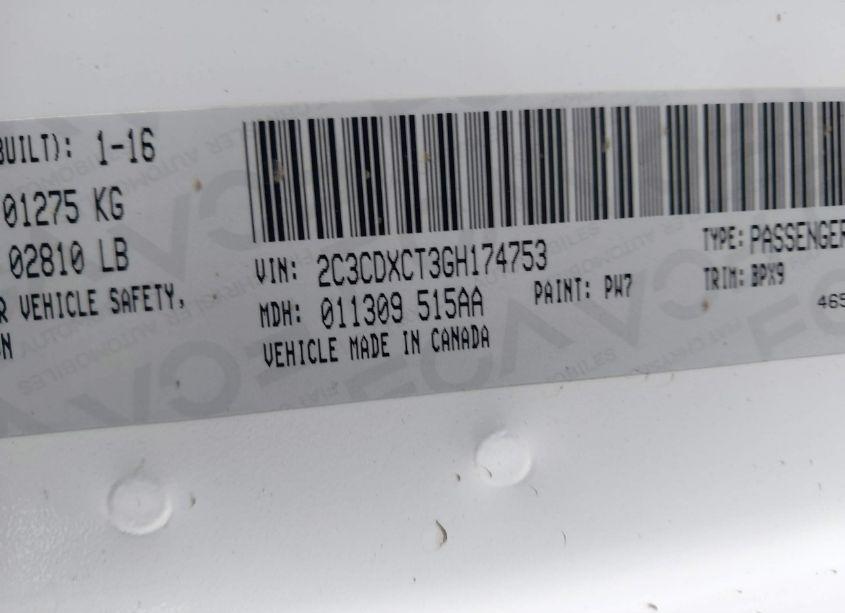 BUILT): 1-16
01275 KG
02810 LB
R VEHICLE SAFETY,
ON
VIN: 2C3CDXCT3GH174753
MDH: 011309 515AA
VEHICLE MADE IN CANADA
PAINT: PW7
TYPE: PASSENGER
TRIM: BPX9
465